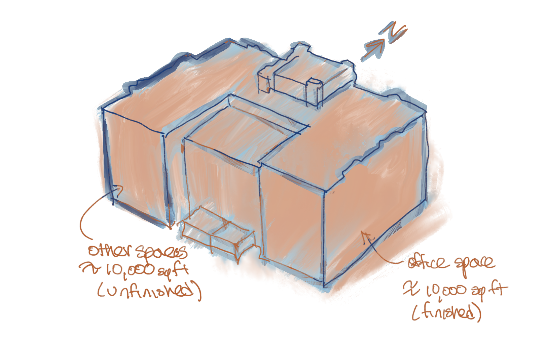 N
other spaces
≈ 10,000 sq ft
(unfinished)
office space
≈ 10,000 sq ft
(finished)